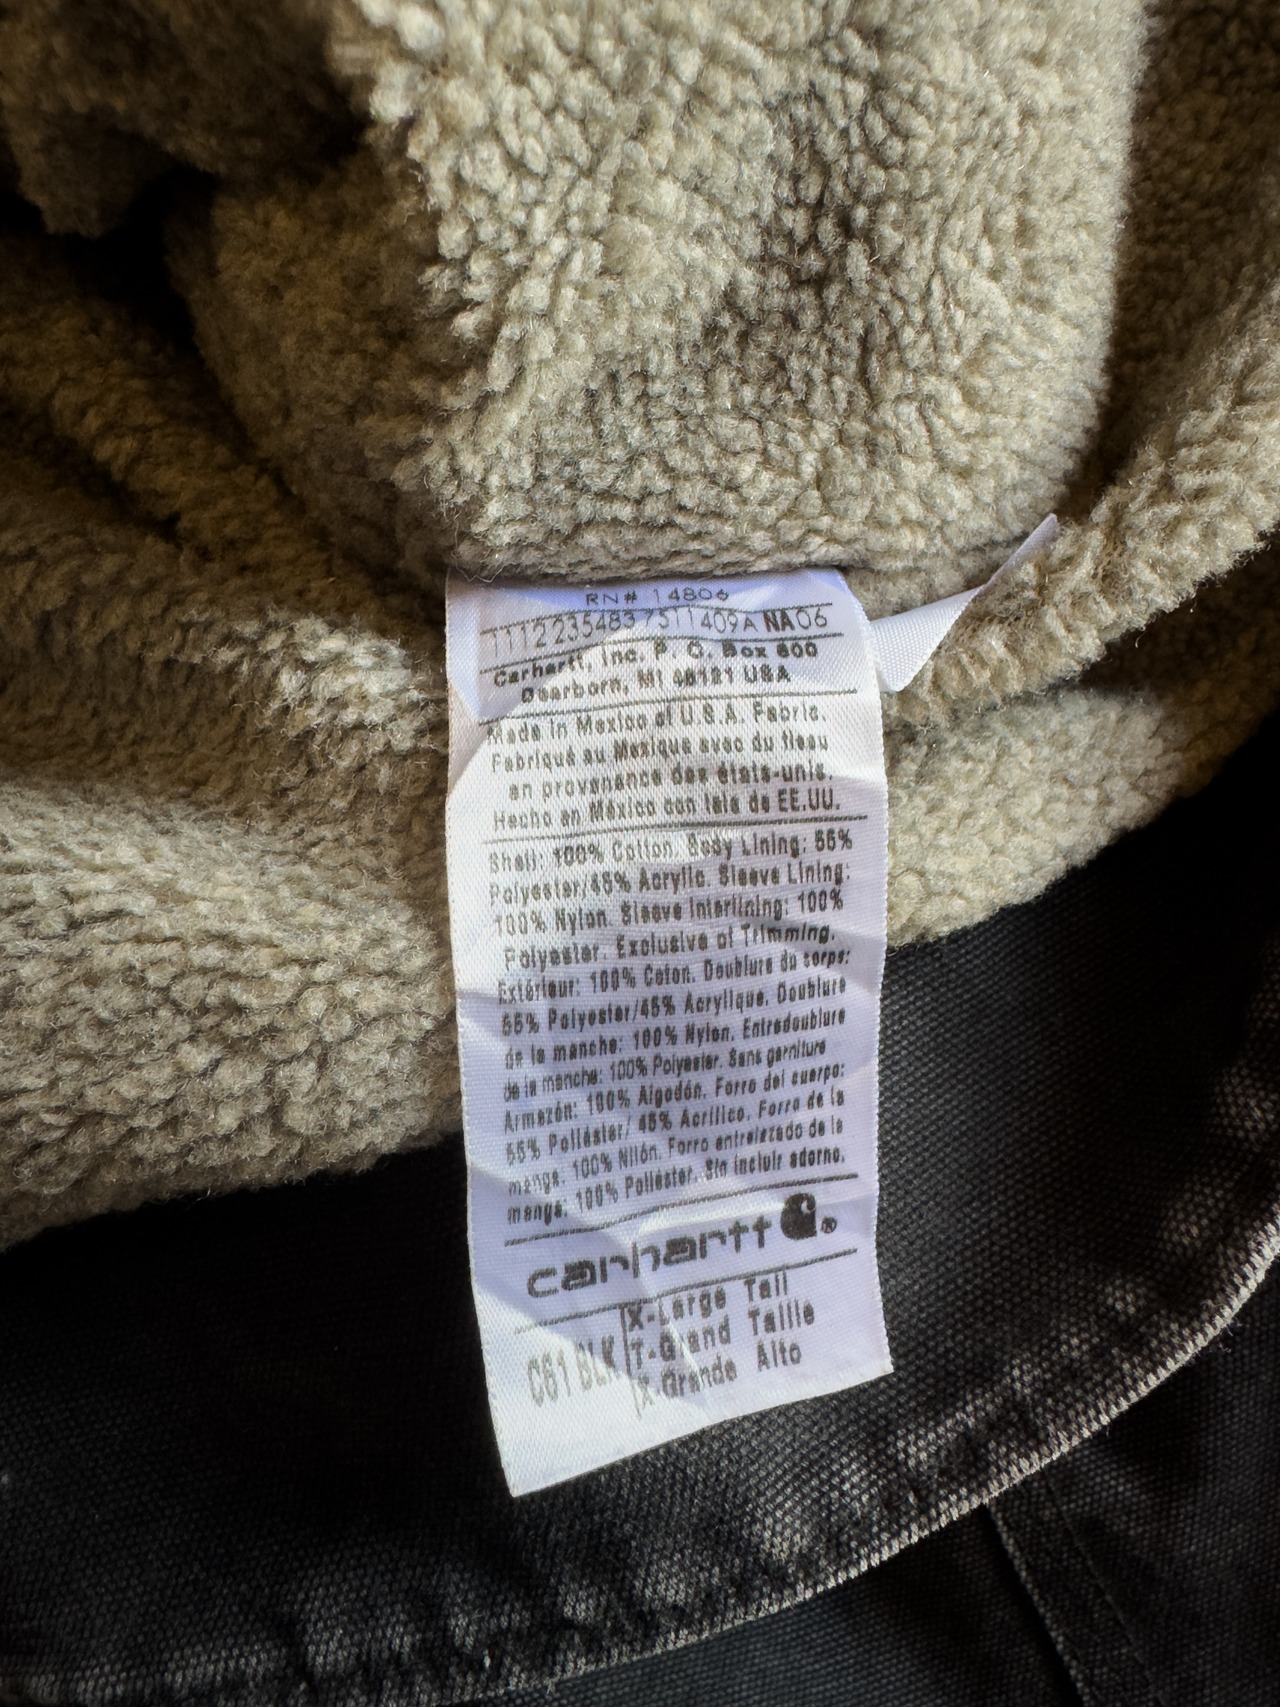 RN# 14806
11122354837511409A NA06
Carhartt, Inc. P. O. Box 600
Dearborn, MI 48121 USA
Made in Mexico of U.S.A. Fabric.
Fabriqué au Mexique avec du tissu
en provenance des états-unis.
Hecho en México con tela de EE.UU.
Shell: 100% Cotton. Body Lining: 55%
Polyester/45% Acrylic. Sleeve Lining:
100% Nylon. Sleeve Interlining: 100%
Polyester. Exclusive of Trimming.
Extérieur: 100% Coton. Doublure du corps:
55% Polyester/45% Acrylique. Doublure
de la manche: 100% Nylon. Entredoublure
de la manche: 100% Polyester. Sans garniture
Armazón: 100% Algodón. Forro del cuerpo:
55% Poliéster/ 45% Acrílico. Forro de la
manga. 100% Nilón. Forro entrelazado de la
manga: 100% Poliéster. Sin incluir adorno.
carhartt ®
C61 BLK
X-Large Tall
T-Grand Taille
X-Grande Alto